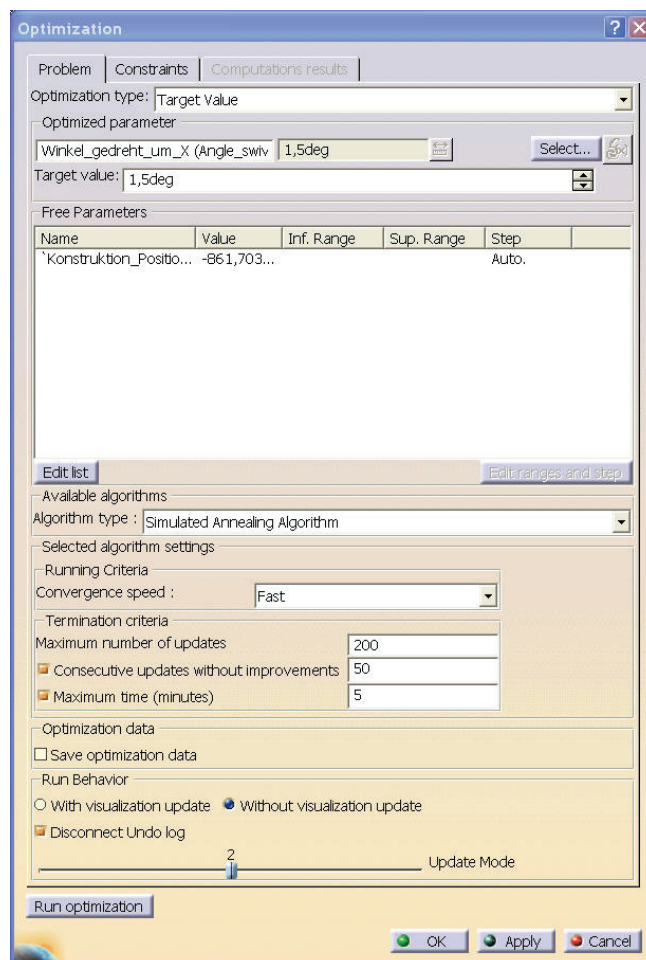 Optimization
Problem Constraints Computations results
Optimization type: Target Value
Optimized parameter
Winkel_gedreht_um_X (Angle_swiv 1,5deg Select...
Target value: 1,5deg
Free Parameters
Name Value Inf. Range Sup. Range Step
`Konstruktion_Positio... -861,703... Auto.
Edit list Edit ranges and step
Available algorithms
Algorithm type : Simulated Annealing Algorithm
Selected algorithm settings
Running Criteria
Convergence speed : Fast
Termination criteria
Maximum number of updates 200
Consecutive updates without improvements 50
Maximum time (minutes) 5
Optimization data
Save optimization data
Run Behavior
With visualization update Without visualization update
Disconnect Undo log
2
Update Mode
Run optimization
OK Apply Cancel